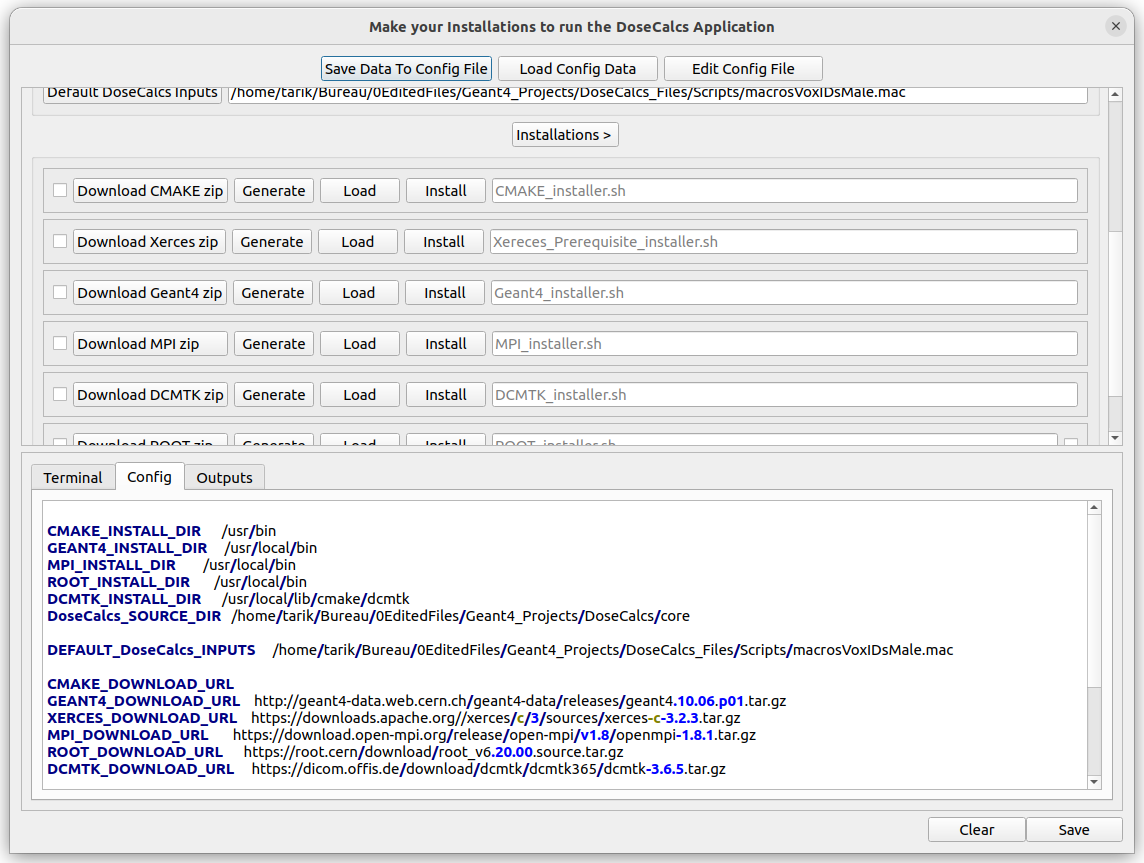 Make your Installations to run the DoseCalcs Application
Save Data To Config File Load Config Data Edit Config File
Default DoseCalcs Inputs /home/tarik/Bureau/0EditedFiles/Geant4_Projects/DoseCalcs_Files/Scripts/macrosVoxIDsMale.mac
Installations >
Download CMAKE zip Generate Load Install CMAKE_installer.sh
Download Xerces zip Generate Load Install Xereces_Prerequisite_installer.sh
Download Geant4 zip Generate Load Install Geant4_installer.sh
Download MPI zip Generate Load Install MPI_installer.sh
Download DCMTK zip Generate Load Install DCMTK_installer.sh
Download ROOT zip Generate Load Install ROOT_installer.sh
Terminal Config Outputs
CMAKE_INSTALL_DIR /usr/bin
GEANT4_INSTALL_DIR /usr/local/bin
MPI_INSTALL_DIR /usr/local/bin
ROOT_INSTALL_DIR /usr/local/bin
DCMTK_INSTALL_DIR /usr/local/lib/cmake/dcmtk
DoseCalcs_SOURCE_DIR /home/tarik/Bureau/0EditedFiles/Geant4_Projects/DoseCalcs/core
DEFAULT_DoseCalcs_INPUTS /home/tarik/Bureau/0EditedFiles/Geant4_Projects/DoseCalcs_Files/Scripts/macrosVoxIDsMale.mac
CMAKE_DOWNLOAD_URL
GEANT4_DOWNLOAD_URL http://geant4-data.web.cern.ch/geant4-data/releases/geant4.10.06.p01.tar.gz
XERCES_DOWNLOAD_URL https://downloads.apache.org//xerces/c/3/sources/xerces-c-3.2.3.tar.gz
MPI_DOWNLOAD_URL https://download.open-mpi.org/release/open-mpi/v1.8/openmpi-1.8.1.tar.gz
ROOT_DOWNLOAD_URL https://root.cern/download/root_v6.20.00.source.tar.gz
DCMTK_DOWNLOAD_URL https://dicom.offis.de/download/dcmtk/dcmtk365/dcmtk-3.6.5.tar.gz
Clear Save